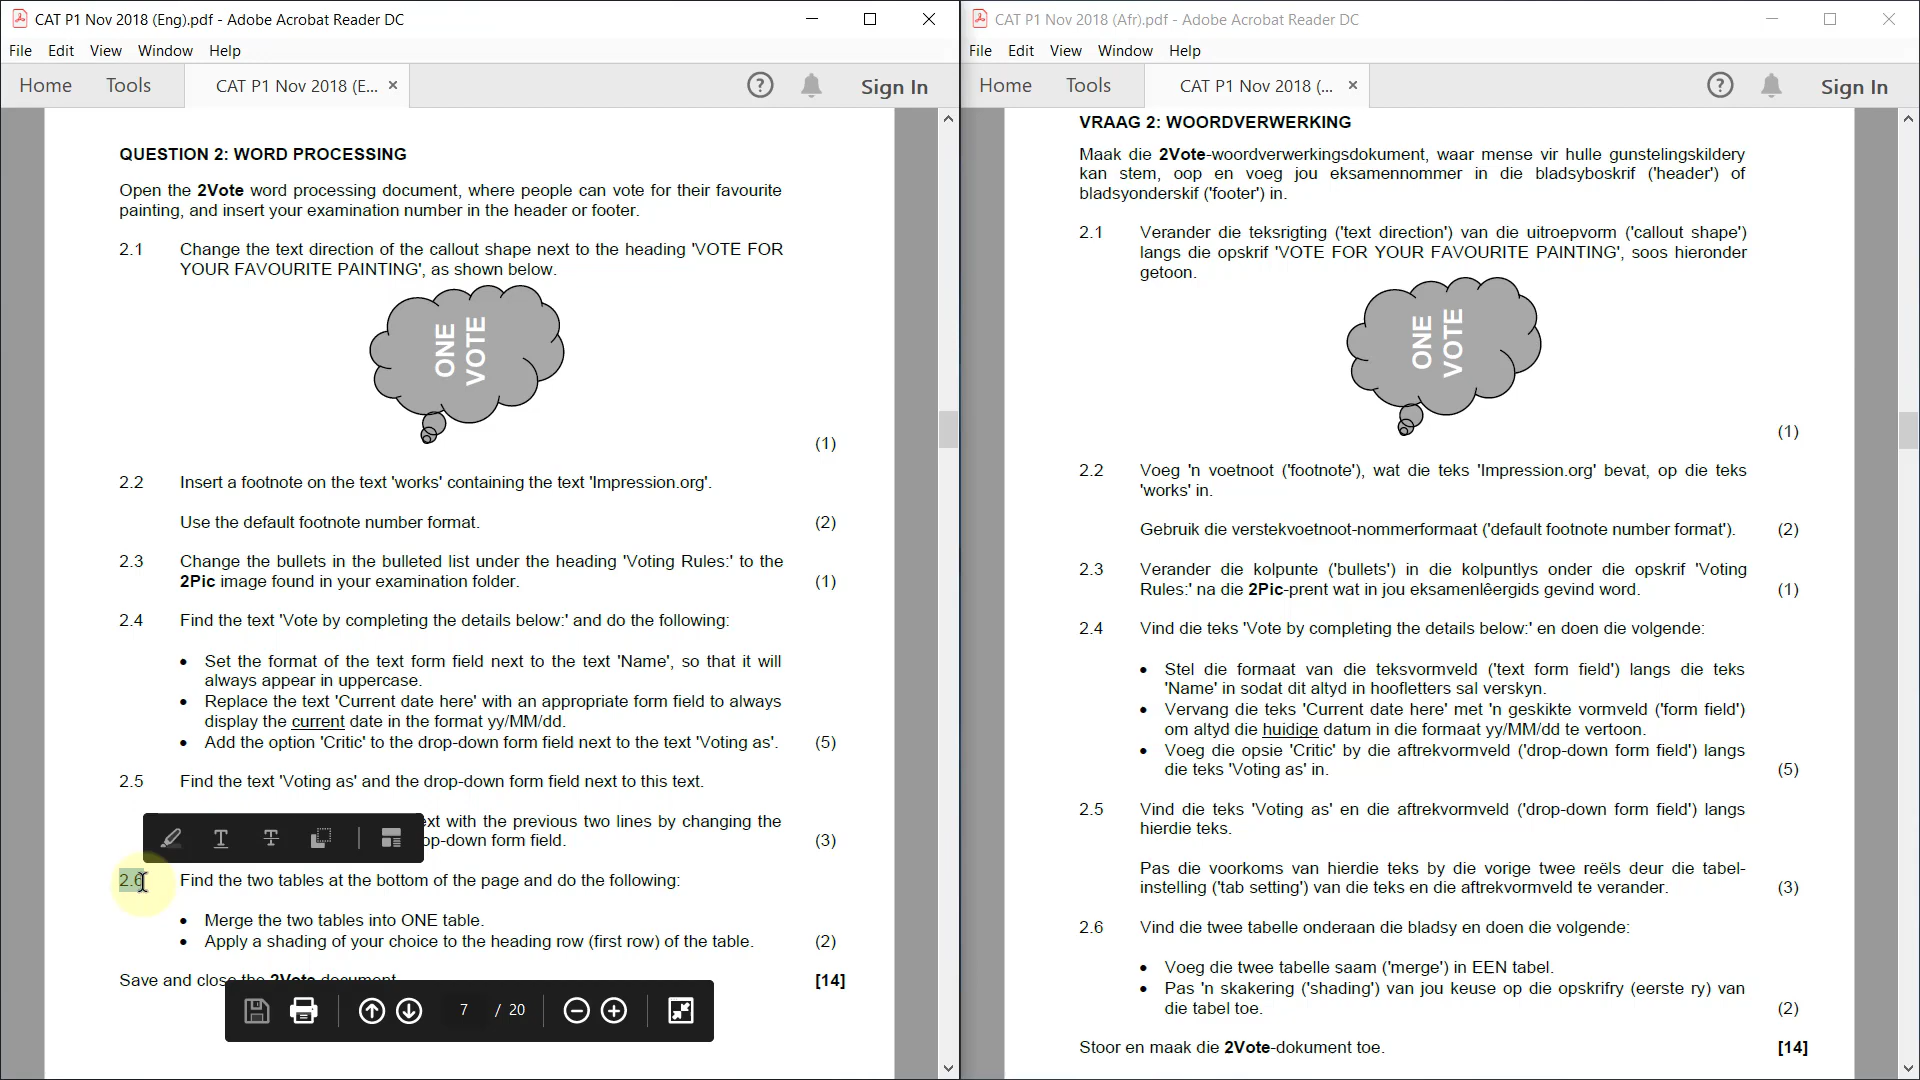 CAT P1 Nov 2018 (Eng).pdf - Adobe Acrobat Reader DC
File Edit View Window Help
Home Tools CAT P1 Nov 2018 (E... × ? Sign In
QUESTION 2: WORD PROCESSING
Open the 2Vote word processing document, where people can vote for their favourite
painting, and insert your examination number in the header or footer.
2.1 Change the text direction of the callout shape next to the heading 'VOTE FOR
YOUR FAVOURITE PAINTING', as shown below.
ONE
VOTE
(1)
2.2 Insert a footnote on the text 'works' containing the text 'Impression.org'.
Use the default footnote number format. (2)
2.3 Change the bullets in the bulleted list under the heading 'Voting Rules:' to the
2Pic image found in your examination folder. (1)
2.4 Find the text 'Vote by completing the details below:' and do the following:
• Set the format of the text form field next to the text 'Name', so that it will
always appear in uppercase.
• Replace the text 'Current date here' with an appropriate form field to always
display the current date in the format yy/MM/dd.
• Add the option 'Critic' to the drop-down form field next to the text 'Voting as'. (5)
2.5 Find the text 'Voting as' and the drop-down form field next to this text.
ext with the previous two lines by changing the
op-down form field. (3)
2.6 Find the two tables at the bottom of the page and do the following:
• Merge the two tables into ONE table.
• Apply a shading of your choice to the heading row (first row) of the table. (2)
Save and close the 2Vote document. [14]
7 / 20
CAT P1 Nov 2018 (Afr).pdf - Adobe Acrobat Reader DC
File Edit View Window Help
Home Tools CAT P1 Nov 2018 (... × ? Sign In
VRAAG 2: WOORDVERWERKING
Maak die 2Vote-woordverwerkingsdokument, waar mense vir hulle gunstelingskildery
kan stem, oop en voeg jou eksamennommer in die bladsyboskrif ('header') of
bladsyonderskif ('footer') in.
2.1 Verander die teksrigting ('text direction') van die uitroepvorm ('callout shape')
langs die opskrif 'VOTE FOR YOUR FAVOURITE PAINTING', soos hieronder
getoon.
ONE
VOTE
(1)
2.2 Voeg 'n voetnoot ('footnote'), wat die teks 'Impression.org' bevat, op die teks
'works' in.
Gebruik die verstekvoetnoot-nommerformaat ('default footnote number format'). (2)
2.3 Verander die kolpunte ('bullets') in die kolpuntlys onder die opskrif 'Voting
Rules:' na die 2Pic-prent wat in jou eksamenlêergids gevind word. (1)
2.4 Vind die teks 'Vote by completing the details below:' en doen die volgende:
• Stel die formaat van die teksvormveld ('text form field') langs die teks
'Name' in sodat dit altyd in hoofletters sal verskyn.
• Vervang die teks 'Current date here' met 'n geskikte vormveld ('form field')
om altyd die huidige datum in die formaat yy/MM/dd te vertoon.
• Voeg die opsie 'Critic' by die aftrekvormveld ('drop-down form field') langs
die teks 'Voting as' in. (5)
2.5 Vind die teks 'Voting as' en die aftrekvormveld ('drop-down form field') langs
hierdie teks.
Pas die voorkoms van hierdie teks by die vorige twee reëls deur die tabel-
instelling ('tab setting') van die teks en die aftrekvormveld te verander. (3)
2.6 Vind die twee tabelle onderaan die bladsy en doen die volgende:
• Voeg die twee tabelle saam ('merge') in EEN tabel.
• Pas 'n skakering ('shading') van jou keuse op die opskrifry (eerste ry) van
die tabel toe. (2)
Stoor en maak die 2Vote-dokument toe. [14]